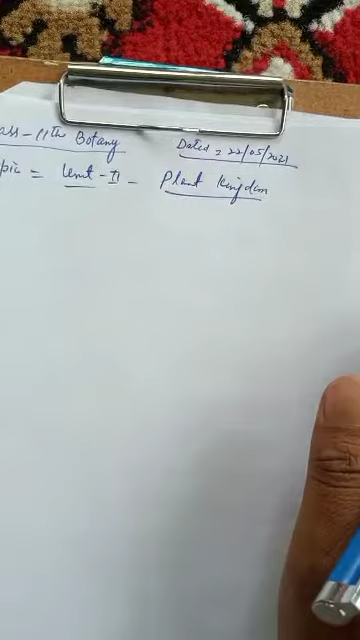 ass - 11th Botany
Dated = 22/05/2021
pic = Unit - II - Plant Kingdom